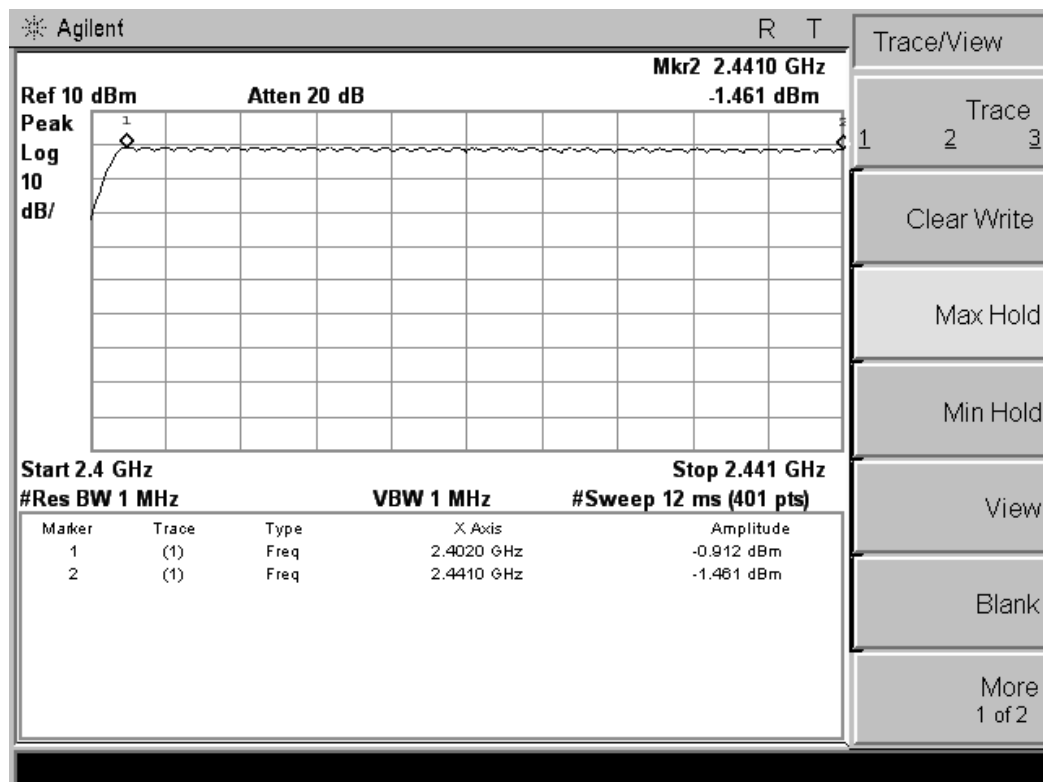 Agilent R T
Mkr2 2.4410 GHz
Ref 10 dBm Atten 20 dB -1.461 dBm
Peak
Log
10
dB/
1
2
Start 2.4 GHz Stop 2.441 GHz
#Res BW 1 MHz VBW 1 MHz #Sweep 12 ms (401 pts)
Marker Trace Type X Axis Amplitude
1 (1) Freq 2.4020 GHz -0.912 dBm
2 (1) Freq 2.4410 GHz -1.461 dBm
Trace/View
Trace
1 2 3
Clear Write
Max Hold
Min Hold
View
Blank
More
1 of 2